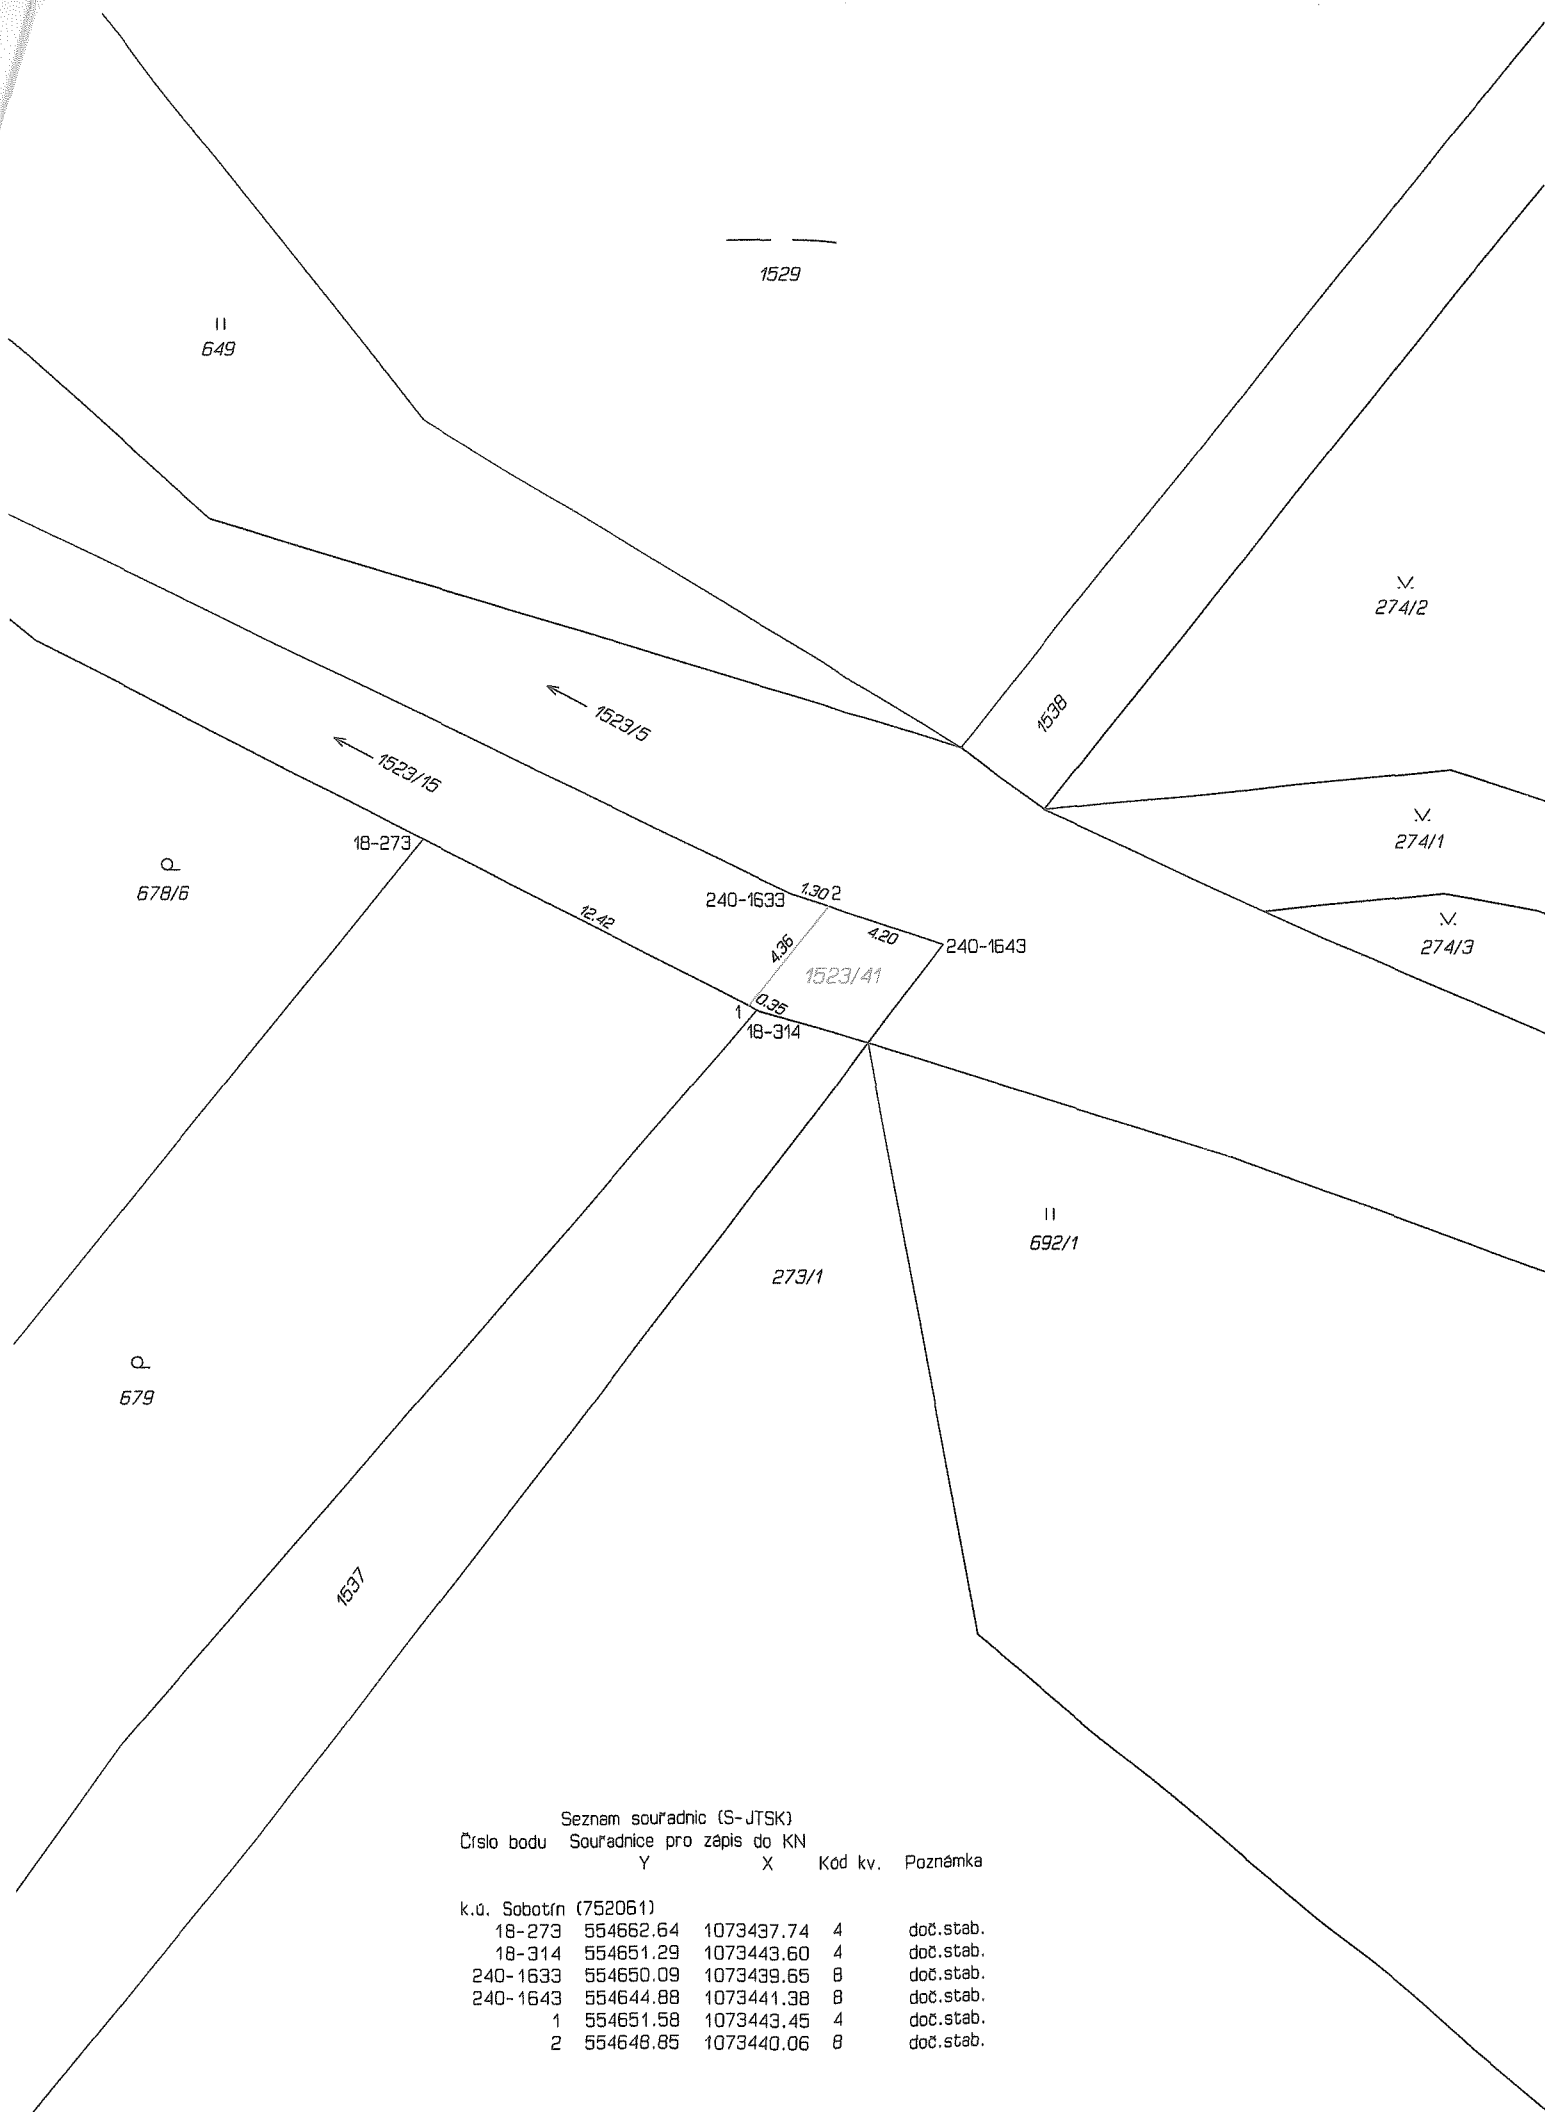 1529
649
274/2
1523/5
1538
1523/15
274/1
18-273
678/6
240-1633
1.30
2
12.42
4.20
274/3
4.36
240-1643
1523/41
0.35
1
18-314
692/1
273/1
679
1537
Seznam souřadnic (S-JTSK)
Číslo bodu Souřadnice pro zápis do KN
Y X Kód kv. Poznámka
k.ú. Sobotín (752061)
18-273 554662.64 1073437.74 4 doč.stab.
18-314 554651.29 1073443.60 4 doč.stab.
240-1633 554650.09 1073439.65 8 doč.stab.
240-1643 554644.88 1073441.38 8 doč.stab.
1 554651.58 1073443.45 4 doč.stab.
2 554648.85 1073440.06 8 doč.stab.